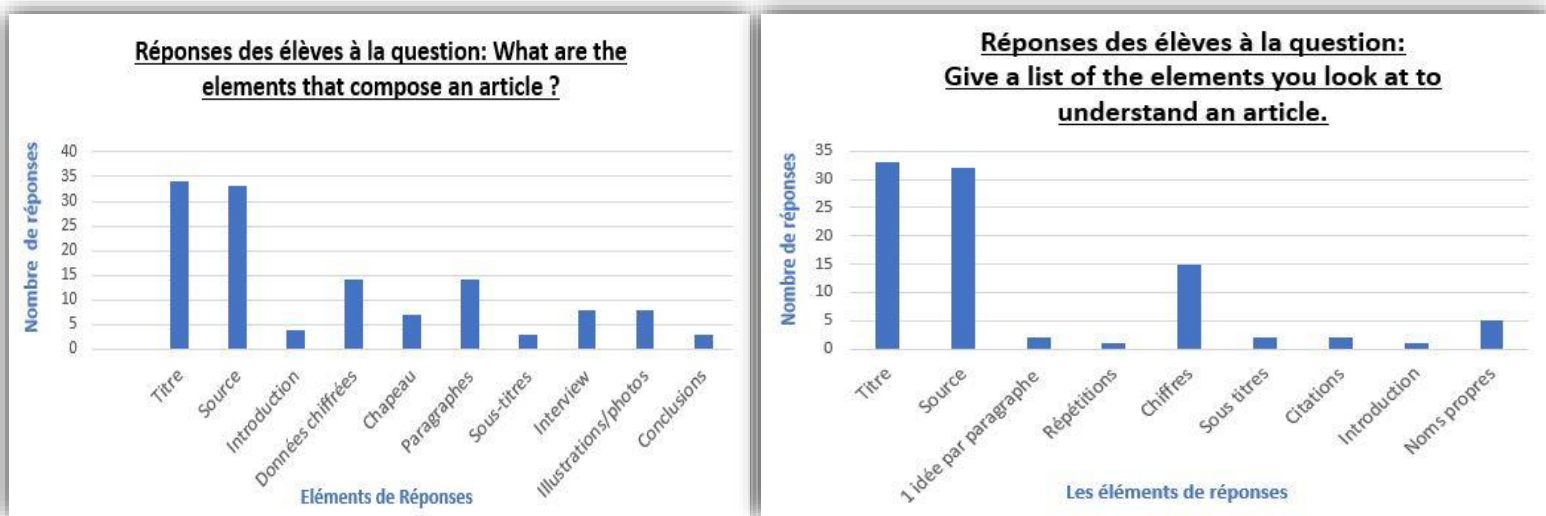 Réponses des élèves à la question: What are the
elements that compose an article ?
Nombre de réponses
40
35
30
25
20
15
10
5
0
Titre
Source
Introduction
Données chiffrées
Chapeau
Paragraphes
Sous-titres
Interview
Illustrations/photos
Conclusions
Eléments de Réponses
Réponses des élèves à la question:
Give a list of the elements you look at to
understand an article.
Nombre de réponses
35
30
25
20
15
10
5
0
Titre
Source
1 idée par paragraphe
Répétitions
Chiffres
Sous titres
Citations
Introduction
Noms propres
Les éléments de réponses